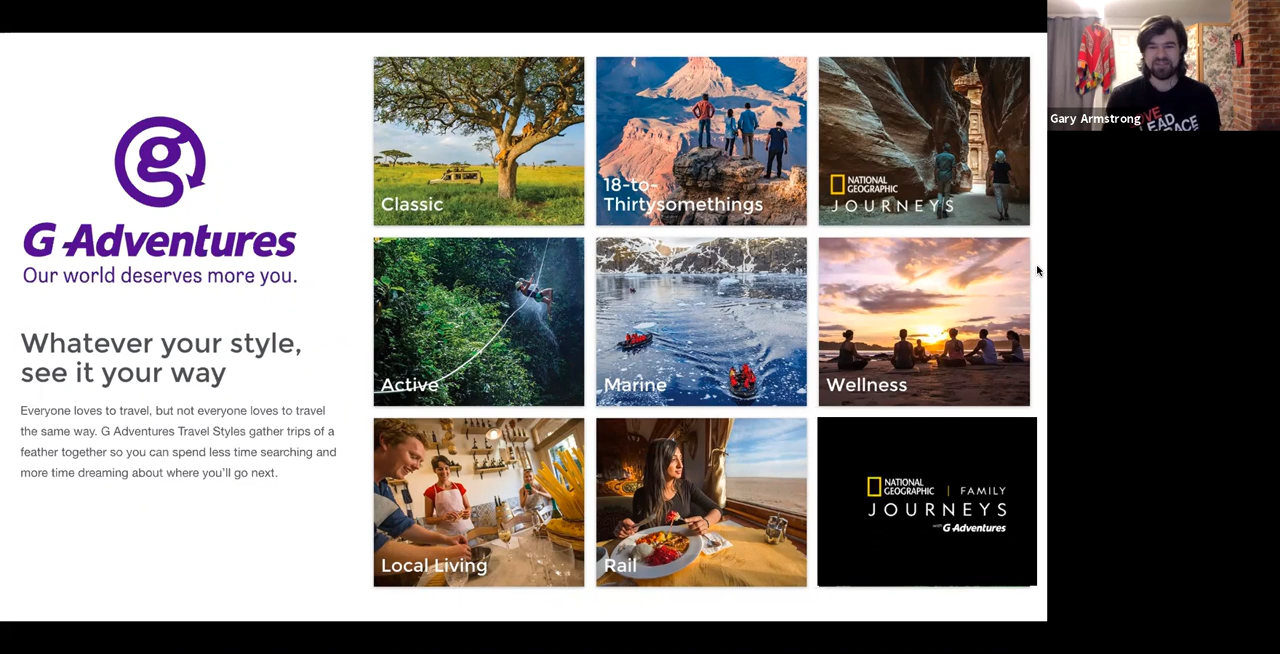 G Adventures
Our world deserves more you.
Whatever your style,
see it your way
Everyone loves to travel, but not everyone loves to travel
the same way. G Adventures Travel Styles gather trips of a
feather together so you can spend less time searching and
more time dreaming about where you'll go next.
Classic
18-to-
Thirtysomethings
NATIONAL
GEOGRAPHIC
JOURNEYS
Active
Marine
Wellness
Local Living
Rail
NATIONAL
GEOGRAPHIC | FAMILY
JOURNEYS
with G Adventures
Gary Armstrong
LEAD